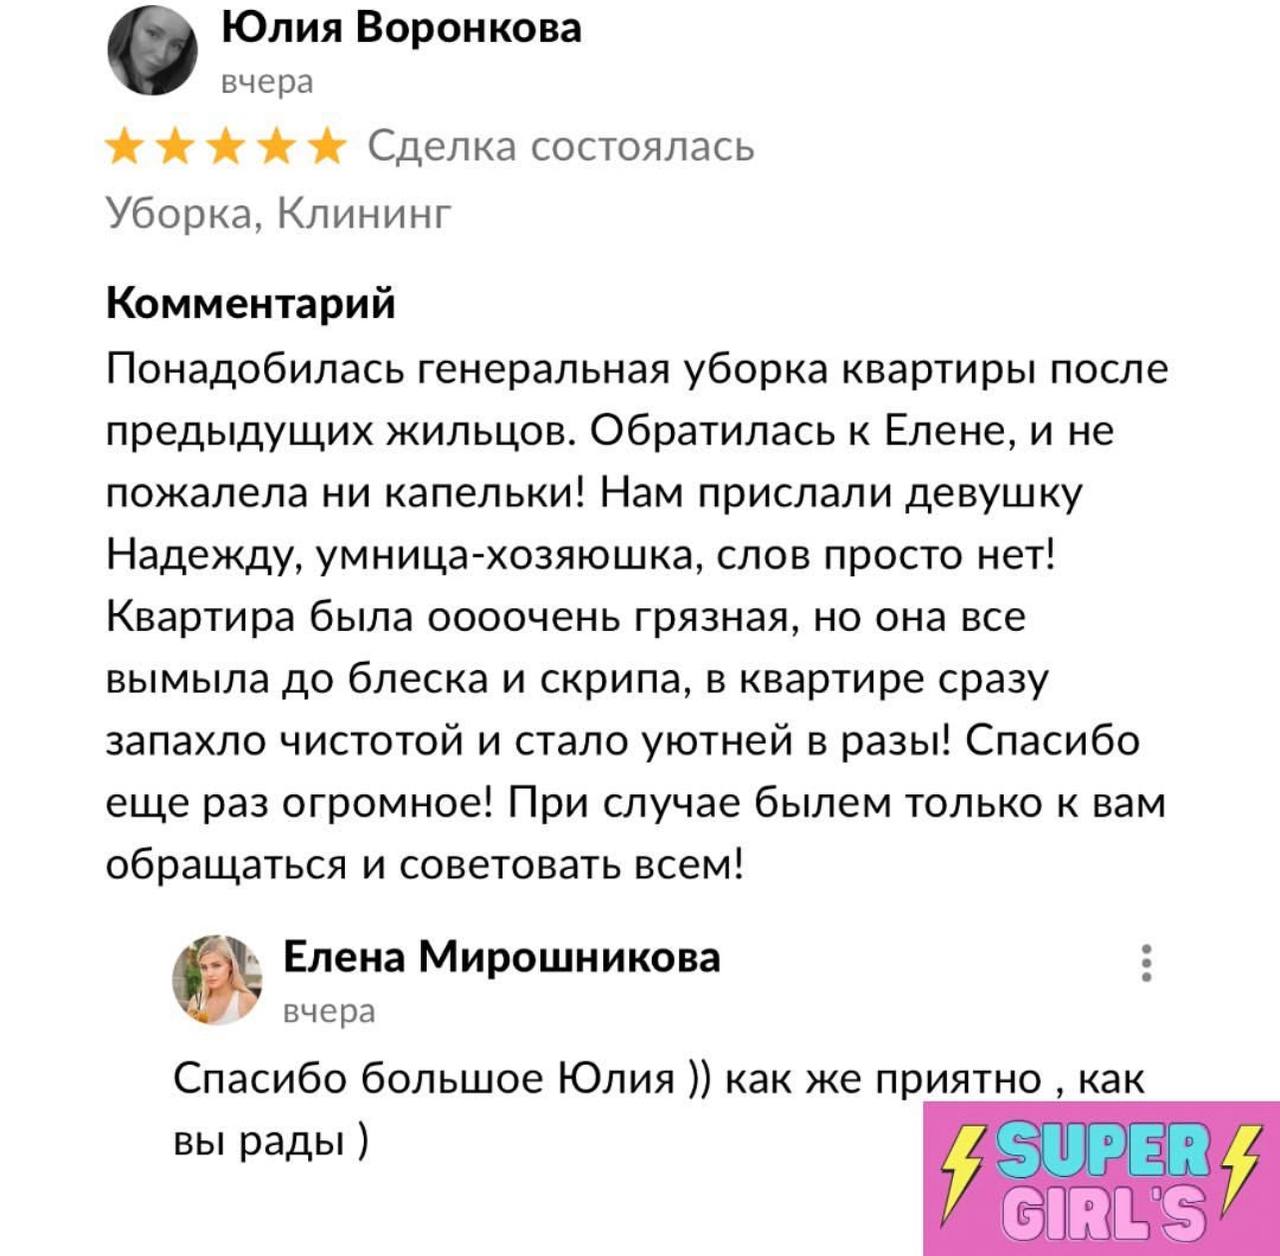 Юлия Воронкова
вчера
Сделка состоялась
Уборка, Клининг
Комментарий
Понадобилась генеральная уборка квартиры после
предыдущих жильцов. Обратилась к Елене, и не
пожалела ни капельки! Нам прислали девушку
Надежду, умница-хозяюшка, слов просто нет!
Квартира была оооочень грязная, но она все
вымыла до блеска и скрипа, в квартире сразу
запахло чистотой и стало уютней в разы! Спасибо
еще раз огромное! При случае былем только к вам
обращаться и советовать всем!
Елена Мирошникова
вчера
Спасибо большое Юлия )) как же приятно , как
вы рады )
SUPER
GIRL'S